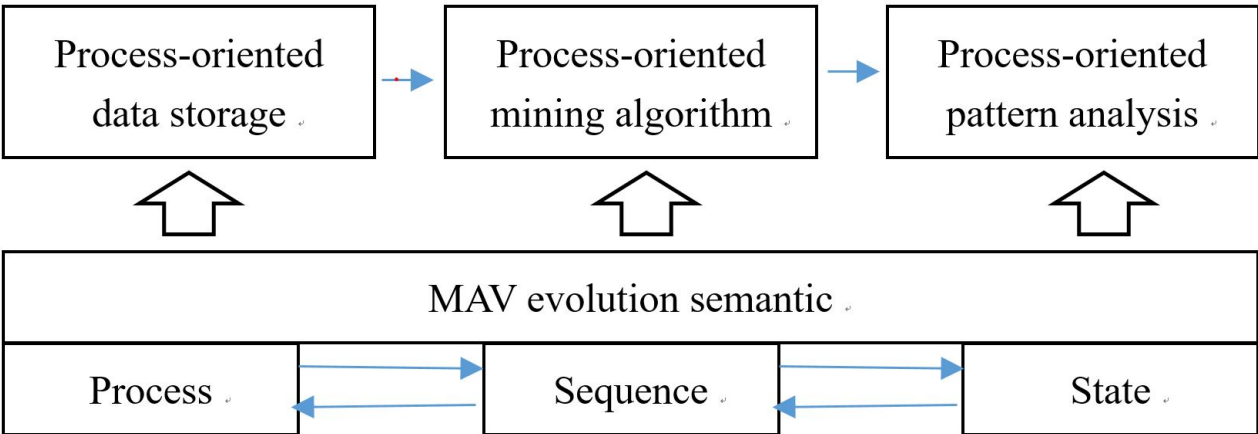 Process-oriented
data storage
Process-oriented
mining algorithm
Process-oriented
pattern analysis
MAV evolution semantic
Process
Sequence
State